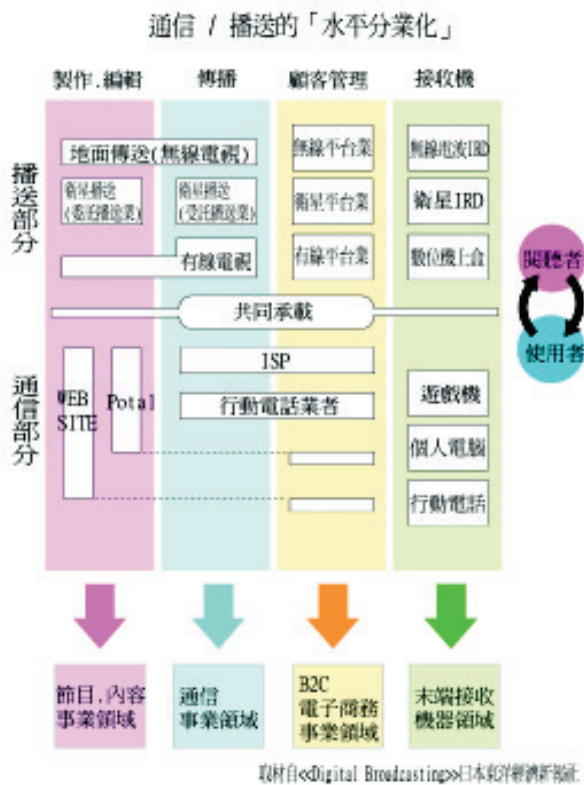 通信 / 播送的「水平分業化」
製作.編輯
傳播
顧客管理
接收機
播送部分
地面傳送(無線電視)
無線平台業
無線電波IRD
衛星播送
(委託播送業)
衛星播送
(受託播送業)
衛星平台業
衛星IRD
有線電視
有線平台業
數位機上盒
共同承載
閱聽者
使用者
通信部分
WEB
SITE
Potal
ISP
行動電話業者
遊戲機
個人電腦
行動電話
節目,內容
事業領域
通信
事業領域
B2C
電子商務
事業領域
末端接收
機器領域
取材自<<Digital Broadcasting>>日本東洋經濟新報社